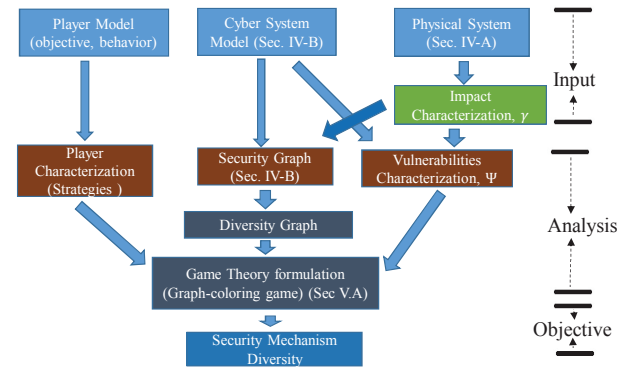 Player Model
(objective, behavior)
Cyber System
Model (Sec. IV-B)
Physical System
(Sec. IV-A)
Input
Impact
Characterization, γ
Player
Characterization
(Strategies )
Security Graph
(Sec. IV-B)
Vulnerabilities
Characterization, Ψ
Diversity Graph
Analysis
Game Theory formulation
(Graph-coloring game) (Sec V.A)
Objective
Security Mechanism
Diversity